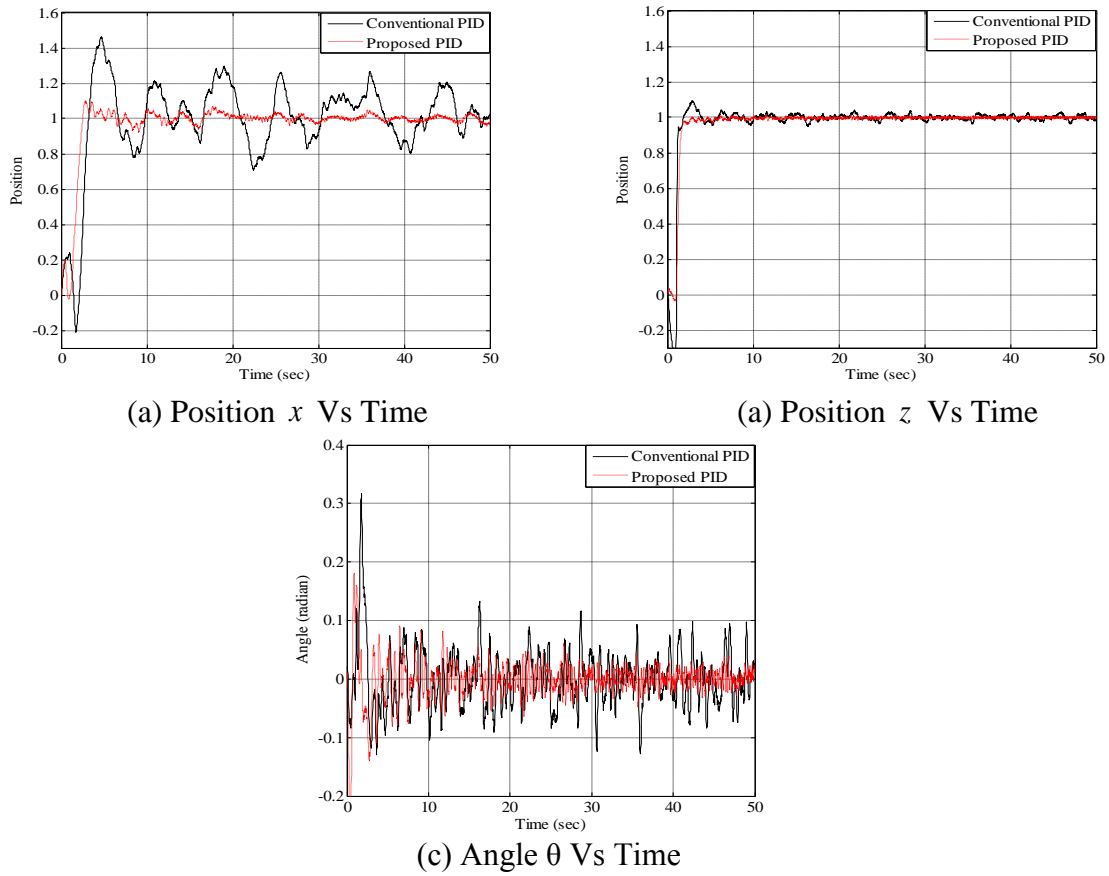 1.6
1.4
1.2
1
0.8
0.6
0.4
0.2
0
-0.2
Position
Conventional PID
Proposed PID
0 10 20 30 40 50
Time (sec)
(a) Position x Vs Time
1.6
1.4
1.2
1
0.8
0.6
0.4
0.2
0
-0.2
Position
Conventional PID
Proposed PID
0 10 20 30 40 50
Time (sec)
(a) Position z Vs Time
0.4
0.3
0.2
0.1
0
-0.1
-0.2
Angle (radian)
Conventional PID
Proposed PID
0 10 20 30 40 50
Time (sec)
(c) Angle θ Vs Time